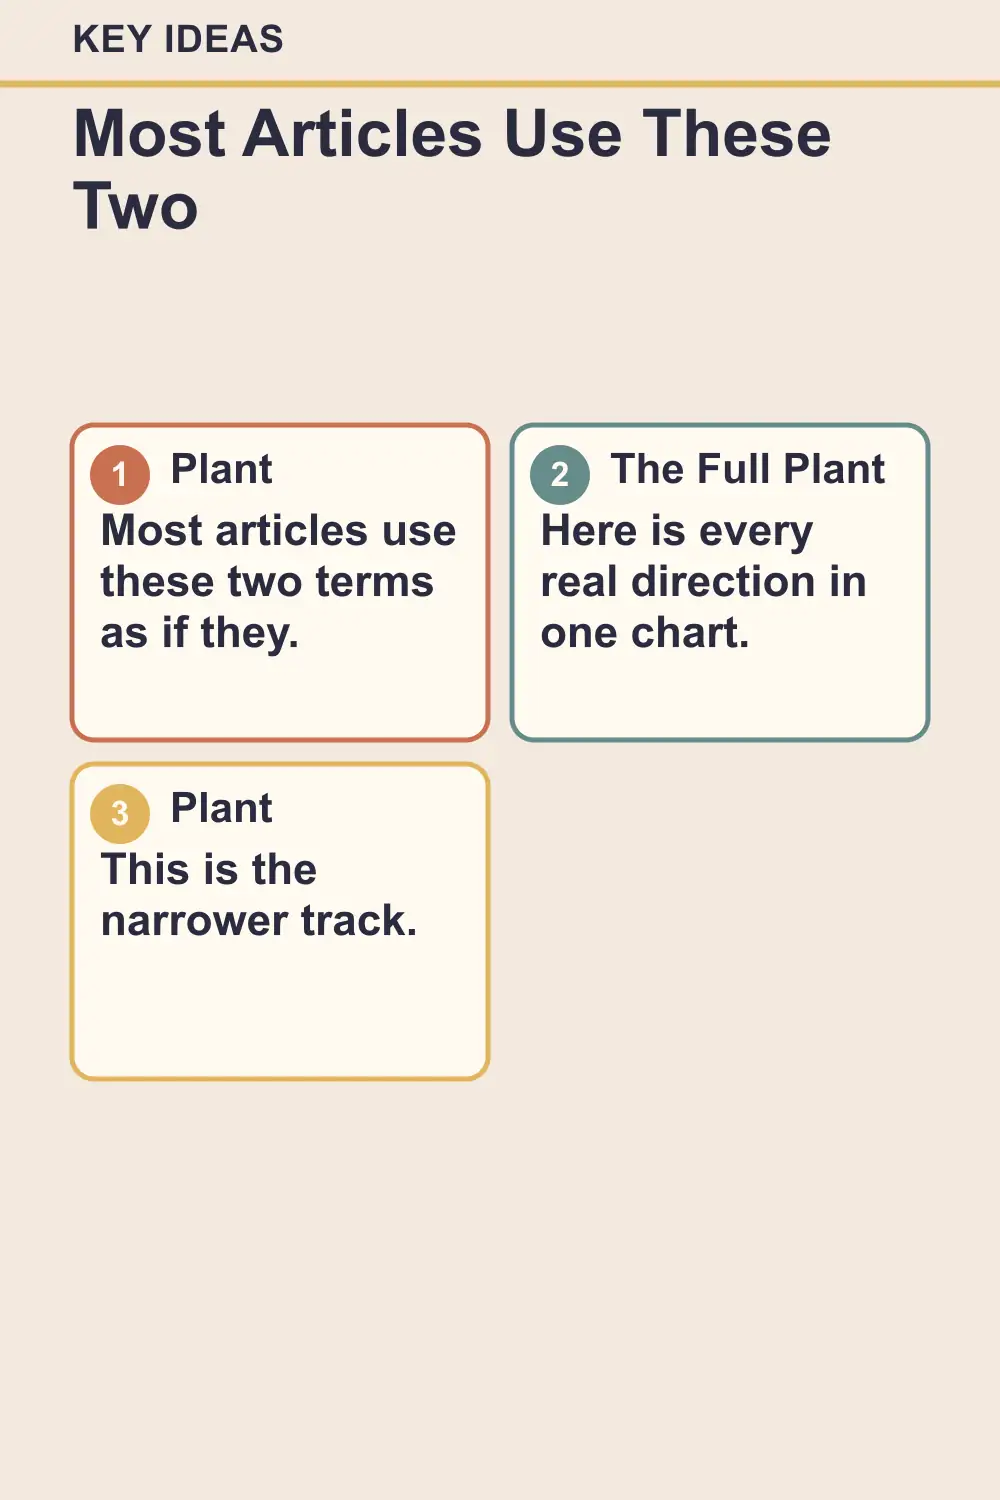 KEY IDEAS
Most Articles Use These
Two
1
Plant
Most articles use
these two terms
as if they.
2
The Full Plant
Here is every
real direction in
one chart.
3
Plant
This is the
narrower track.